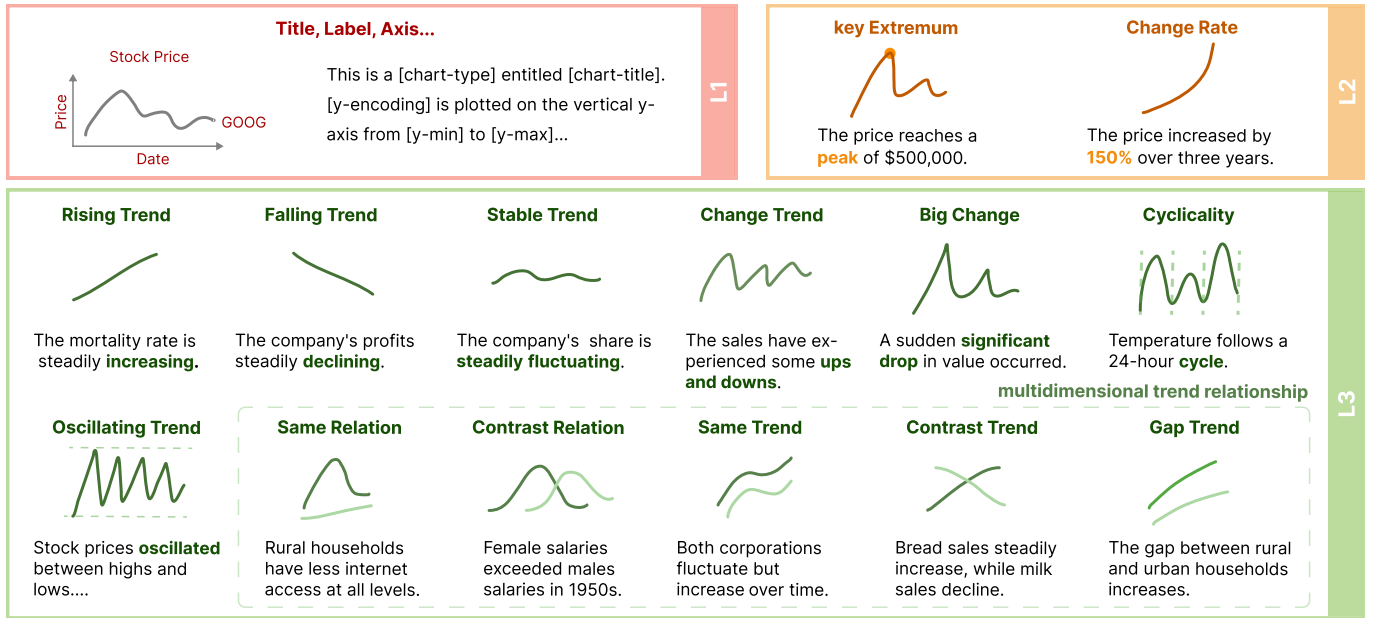 Title, Label, Axis...
Stock Price
Price
GOOG
Date
This is a [chart-type] entitled [chart-title].
[y-encoding] is plotted on the vertical y-
axis from [y-min] to [y-max]...
L1
key Extremum
The price reaches a
peak of $500,000.
Change Rate
The price increased by
150% over three years.
L2
Rising Trend
The mortality rate is
steadily increasing.
Falling Trend
The company's profits
steadily declining.
Stable Trend
The company's share is
steadily fluctuating.
Change Trend
The sales have ex-
perienced some ups
and downs.
Big Change
A sudden significant
drop in value occurred.
Cyclicality
Temperature follows a
24-hour cycle.
L3
Oscillating Trend
Stock prices oscillated
between highs and
lows....
multidimensional trend relationship
Same Relation
Rural households
have less internet
access at all levels.
Contrast Relation
Female salaries
exceeded males
salaries in 1950s.
Same Trend
Both corporations
fluctuate but
increase over time.
Contrast Trend
Bread sales steadily
increase, while milk
sales decline.
Gap Trend
The gap between rural
and urban households
increases.